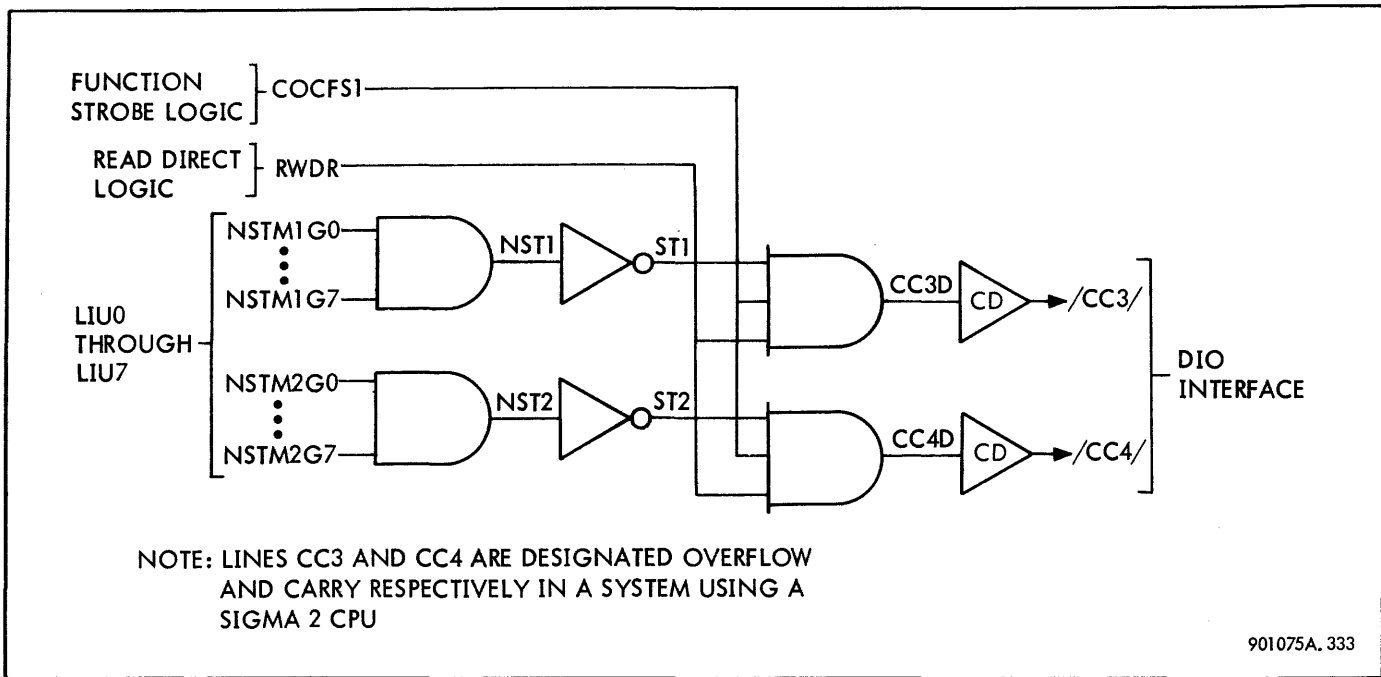 FUNCTION
STROBE LOGIC
COCFS1
READ DIRECT
LOGIC
RWDR
NSTM1G0
NSTM1G7
NST1
ST1
LIU0
THROUGH
LIU7
NSTM2G0
NSTM2G7
NST2
ST2
CC3D
CD
/CC3/
CC4D
CD
/CC4/
DIO
INTERFACE
NOTE: LINES CC3 AND CC4 ARE DESIGNATED OVERFLOW
AND CARRY RESPECTIVELY IN A SYSTEM USING A
SIGMA 2 CPU
901075A.333